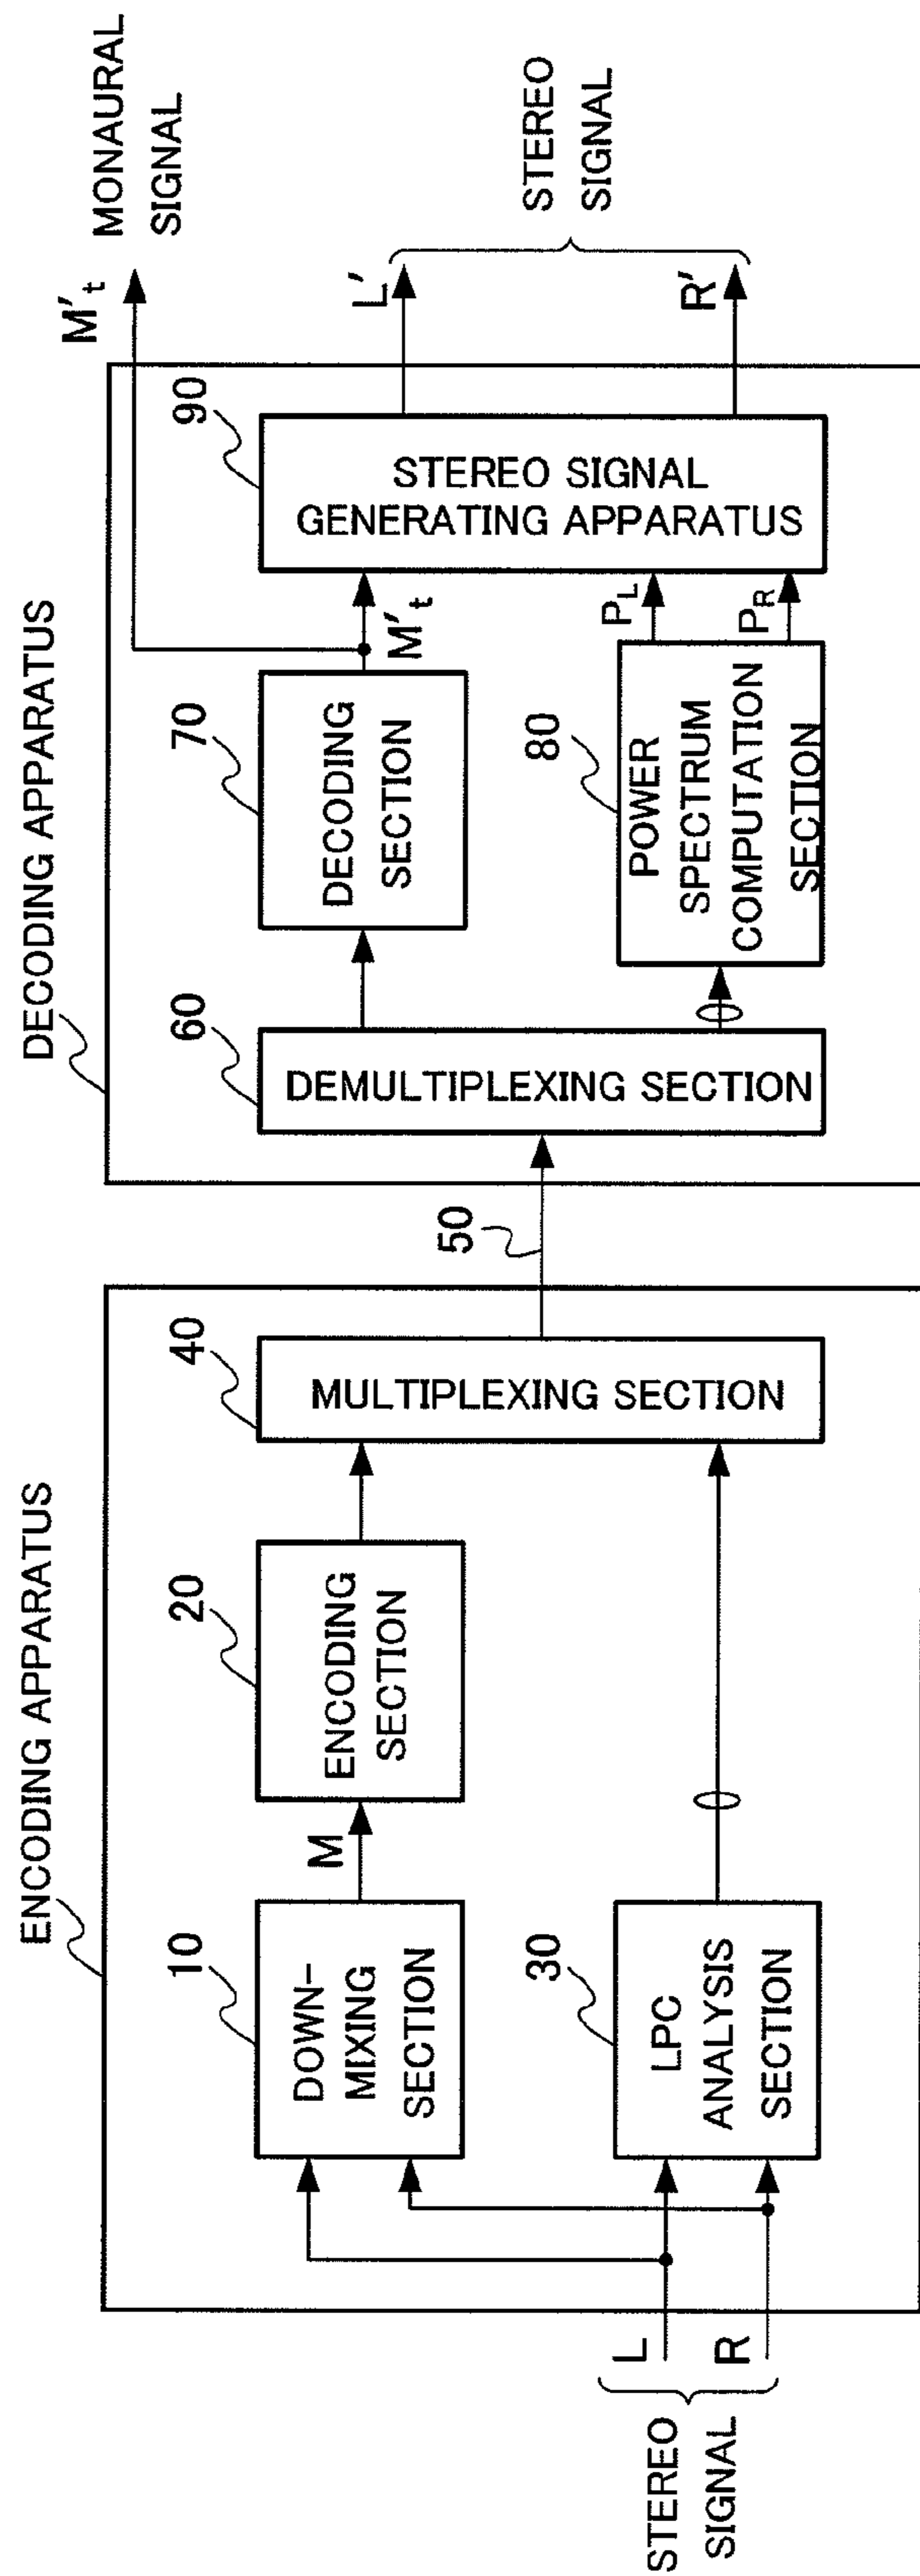 ENCODING APPARATUS
STEREO
SIGNAL
L
R
10
DOWN-
MIXING
SECTION
M
20
ENCODING
SECTION
30
LPC
ANALYSIS
SECTION
40
MULTIPLEXING SECTION
50
DECODING APPARATUS
60
DEMULTIPLEXING SECTION
70
DECODING
SECTION
M't
80
POWER
SPECTRUM
COMPUTATION
SECTION
PL
PR
90
STEREO SIGNAL
GENERATING APPARATUS
M't
MONAURAL
SIGNAL
L'
R'
STEREO
SIGNAL